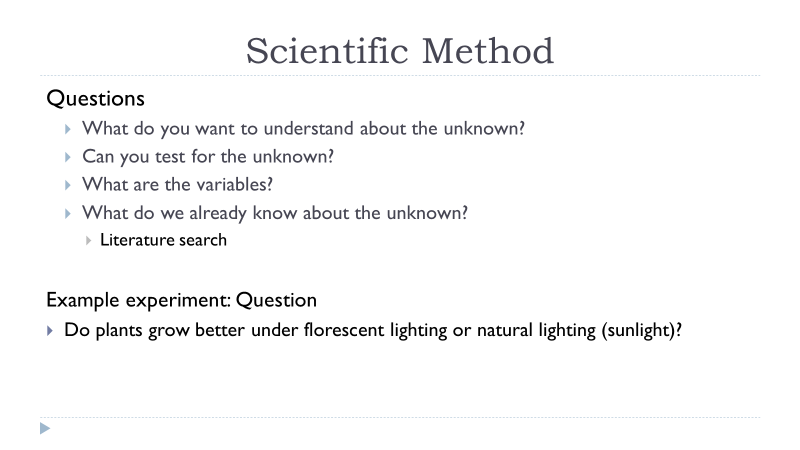 Scientific Method
Questions
What do you want to understand about the unknown?
Can you test for the unknown?
What are the variables?
What do we already know about the unknown?
Literature search
Example experiment: Question
Do plants grow better under florescent lighting or natural lighting (sunlight)?